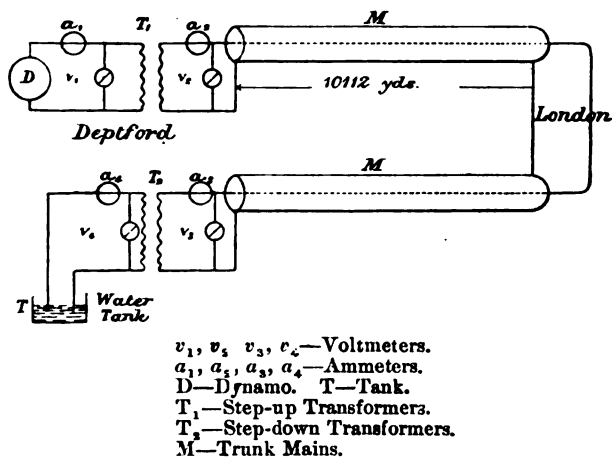 a₁ T₁ a₂ M
D v₁ v₂ 10112 yds.
Deptford London
M
a₄ T₂ a₃
v₄ v₃
T Water
Tank
v₁, v₂ v₃, v₄—Voltmeters.
a₁, a₂, a₃, a₄—Ammeters.
D—Dynamo. T—Tank.
T₁—Step-up Transformers.
T₂—Step-down Transformers.
M—Trunk Mains.